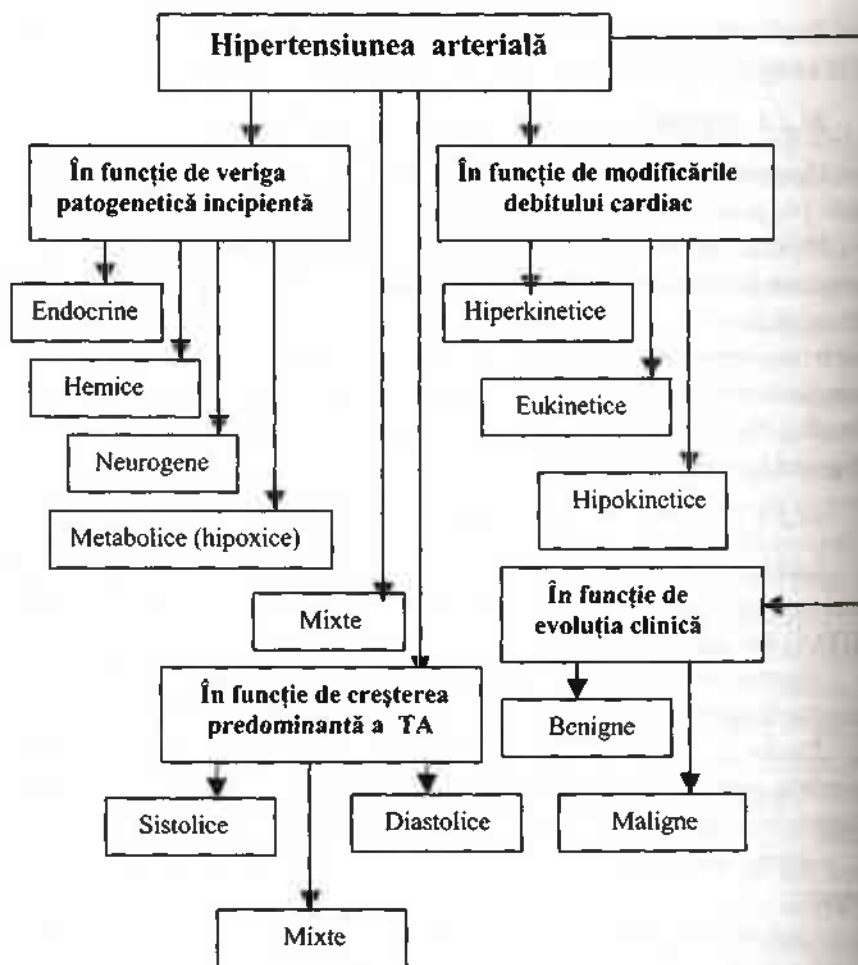 Hipertensiunea arterială
În funcție de veriga
patogenetică incipientă
Endocrine
Hemice
Neurogene
Metabolice (hipoxice)
Mixte
În funcție de modificările
debitului cardiac
Hiperkinetice
Eukinetice
Hipokinetice
În funcție de
evoluția clinică
Benigne
Maligne
În funcție de creșterea
predominantă a TA
Sistolice
Diastolice
Mixte